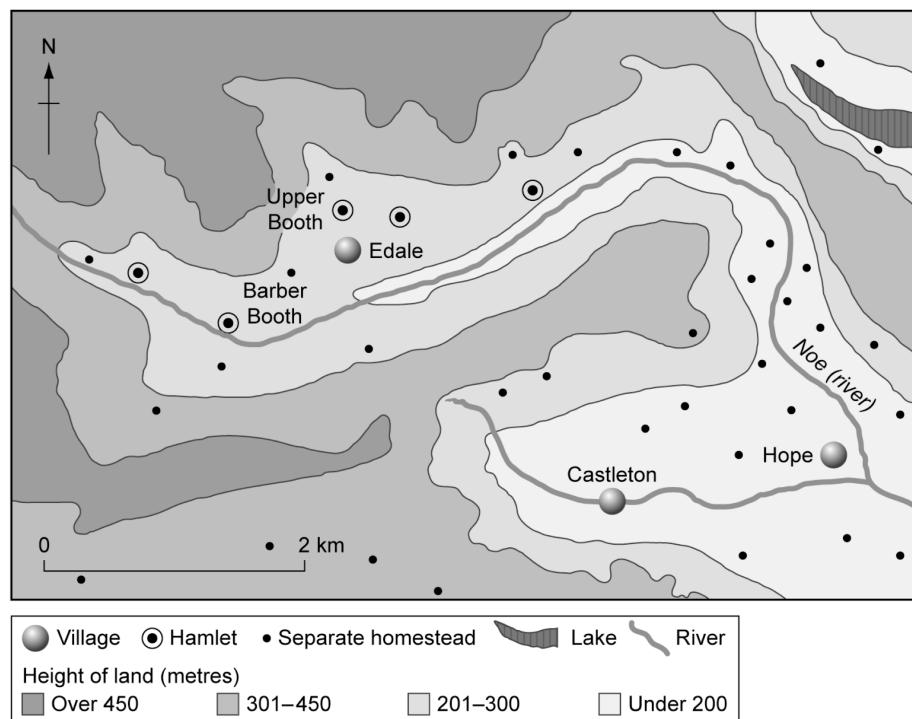 N
Upper
Booth
Edale
Barber
Booth
Noe (river)
Hope
Castleton
0 2 km
Village Hamlet Separate homestead Lake River
Height of land (metres)
Over 450 301–450 201–300 Under 200